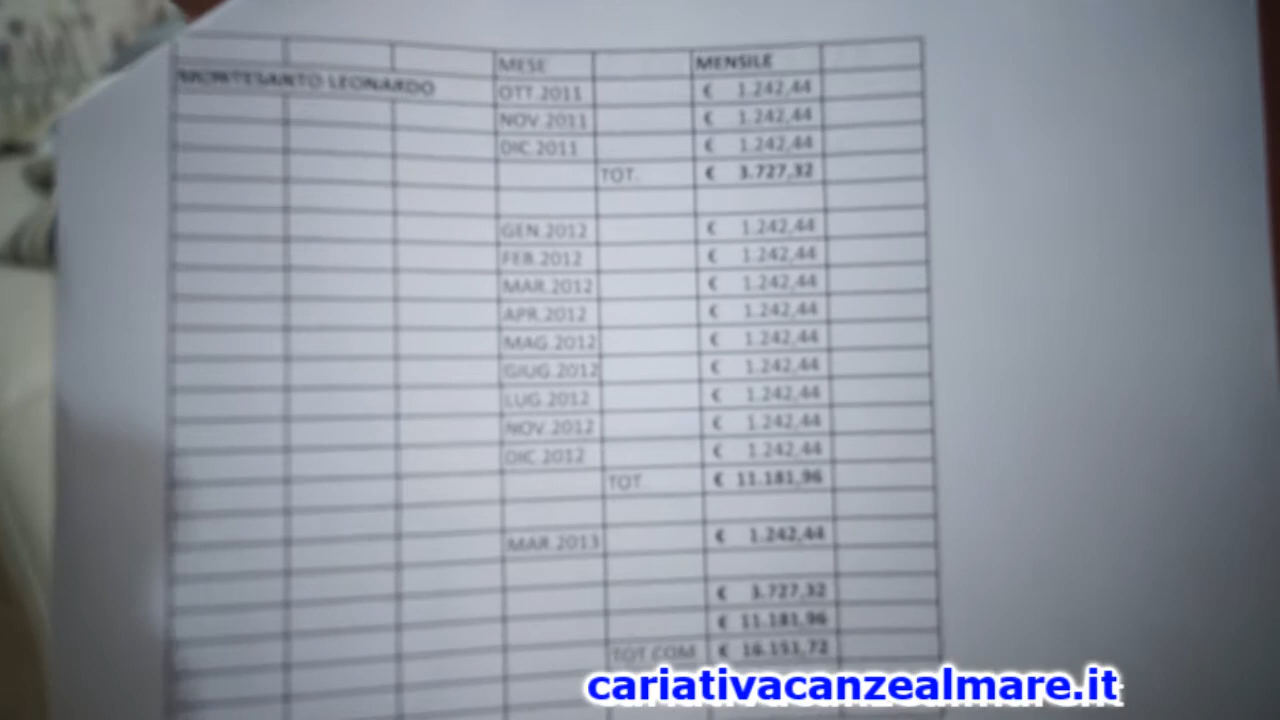 MESE MENSILE
MONTESANTO LEONARDO OTT.2011 € 1.242,44
NOV.2011 € 1.242,44
DIC.2011 € 1.242,44
TOT. € 3.727,32
GEN.2012 € 1.242,44
FEB.2012 € 1.242,44
MAR.2012 € 1.242,44
APR.2012 € 1.242,44
MAG.2012 € 1.242,44
GIUG.2012 € 1.242,44
LUG.2012 € 1.242,44
NOV.2012 € 1.242,44
DIC.2012 € 1.242,44
TOT. € 11.181,96
MAR.2013 € 1.242,44
€ 3.727,32
€ 11.181,96
TOT.COM € 16.151,72
cariativacanzealmare.it